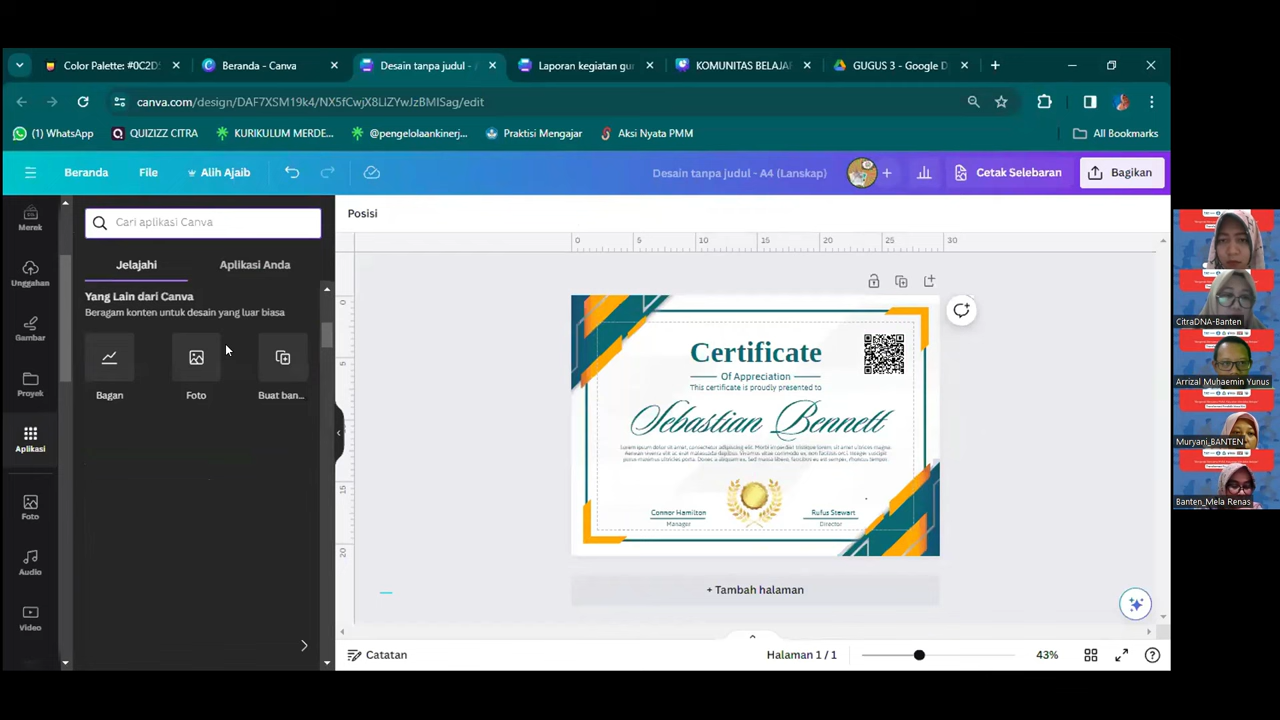 Color Palette: #0C2D
Beranda - Canva
Desain tanpa judul -
Laporan kegiatan gu
KOMUNITAS BELAJA
GUGUS 3 - Google D
canva.com/design/DAF7XSM19k4/NX5fCwjX8LiZYwJzBMISag/edit
(1) WhatsApp
QUIZIZZ CITRA
KURIKULUM MERDE...
@pengelolaankinerj...
Praktisi Mengajar
Aksi Nyata PMM
All Bookmarks
Beranda
File
Alih Ajaib
Desain tanpa judul - A4 (Lanskap)
Cetak Selebaran
Bagikan
Merek
Unggahan
Gambar
Proyek
Aplikasi
Foto
Audio
Video
Cari aplikasi Canva
Jelajahi
Aplikasi Anda
Yang Lain dari Canva
Beragam konten untuk desain yang luar biasa
Bagan
Foto
Buat ban...
Posisi
0 5 10 15 20 25 30
0
5
10
15
20
Certificate
Of Appreciation
This certificate is proudly presented to
Sebastian Bennett
Connor Hamilton
Manager
Rufus Stewart
Director
+ Tambah halaman
Catatan
Halaman 1 / 1
43%
CitraDNA-Banten
Arrizal Muhaemin Yunus
Muryani_BANTEN
Banten_Mela Renas